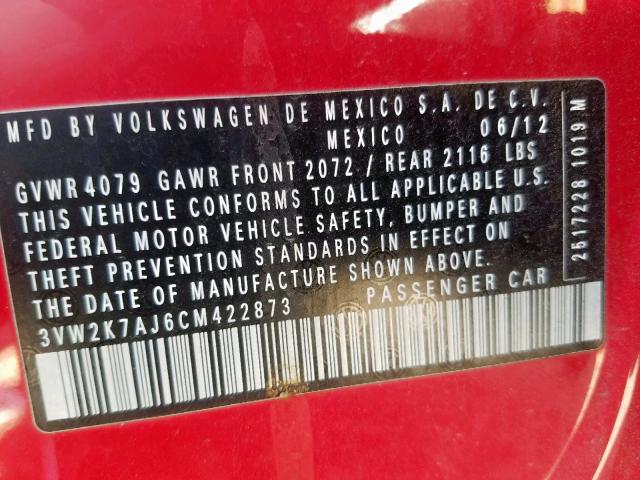 MFD BY VOLKSWAGEN DE MEXICO S.A. DE C.V.
MEXICO 06/12
GVWR 4079 GAWR FRONT 2072 / REAR 2116 LBS
THIS VEHICLE CONFORMS TO ALL APPLICABLE U.S.
FEDERAL MOTOR VEHICLE SAFETY, BUMPER AND
THEFT PREVENTION STANDARDS IN EFFECT ON
THE DATE OF MANUFACTURE SHOWN ABOVE.
3VW2K7AJ6CM422873 PASSENGER CAR
2517228 1019 M